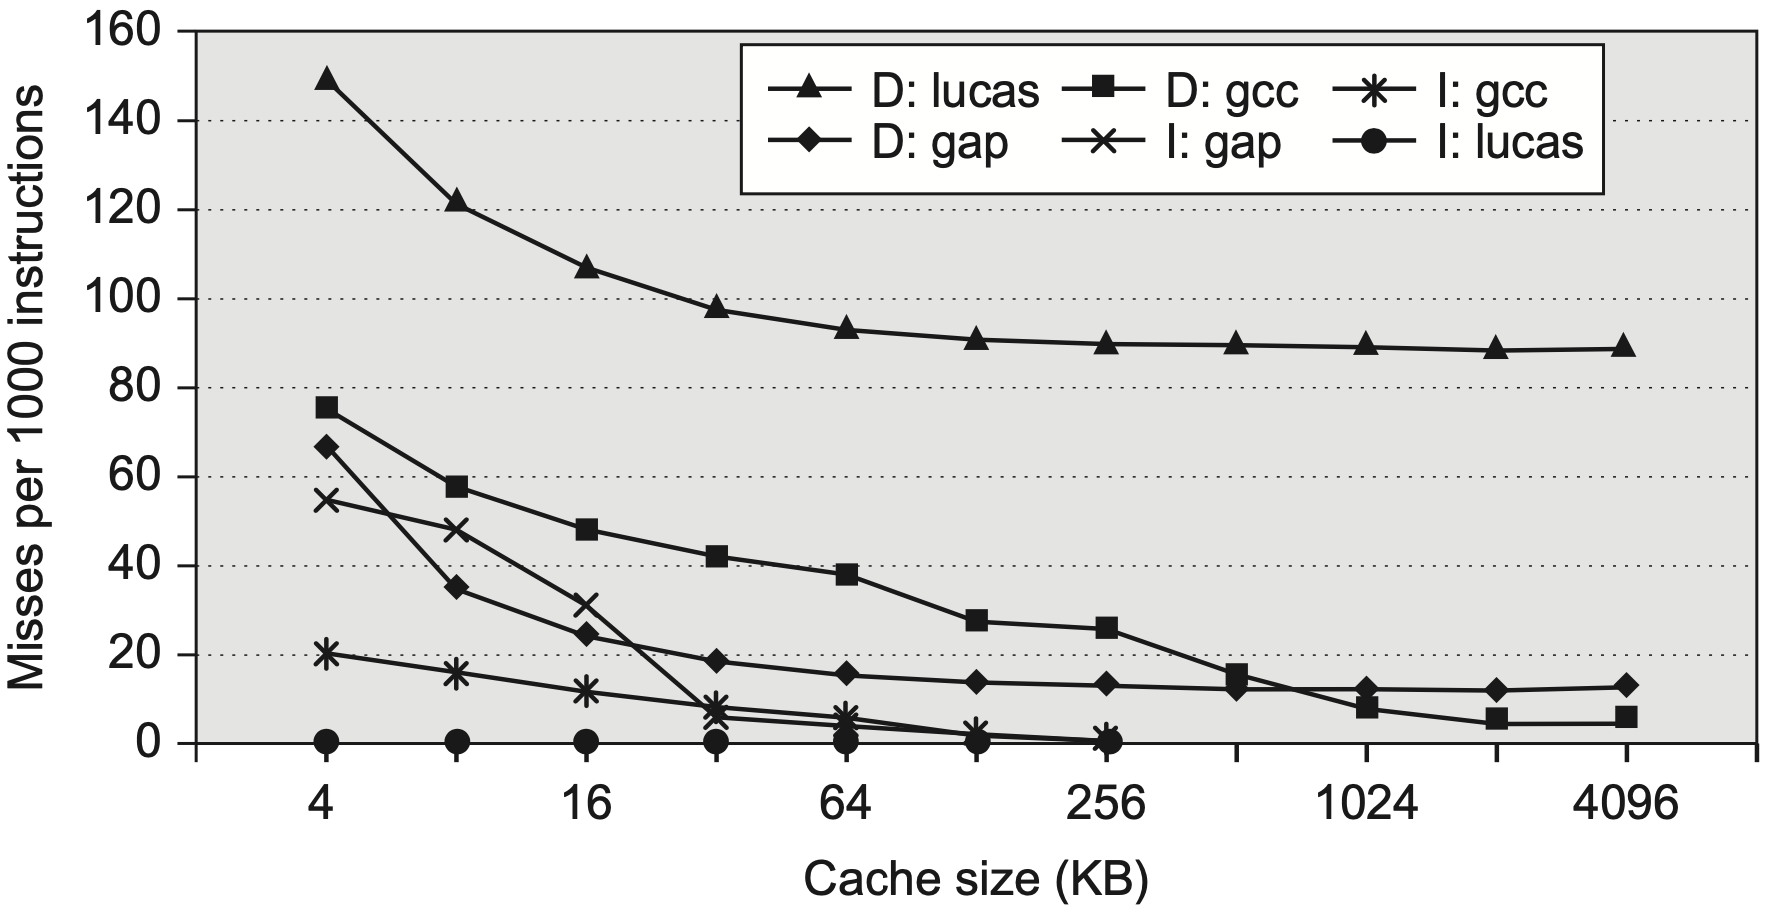 Misses per 1000 instructions
160
140
120
100
80
60
40
20
0
D: lucas D: gcc I: gcc
D: gap I: gap I: lucas
4 16 64 256 1024 4096
Cache size (KB)